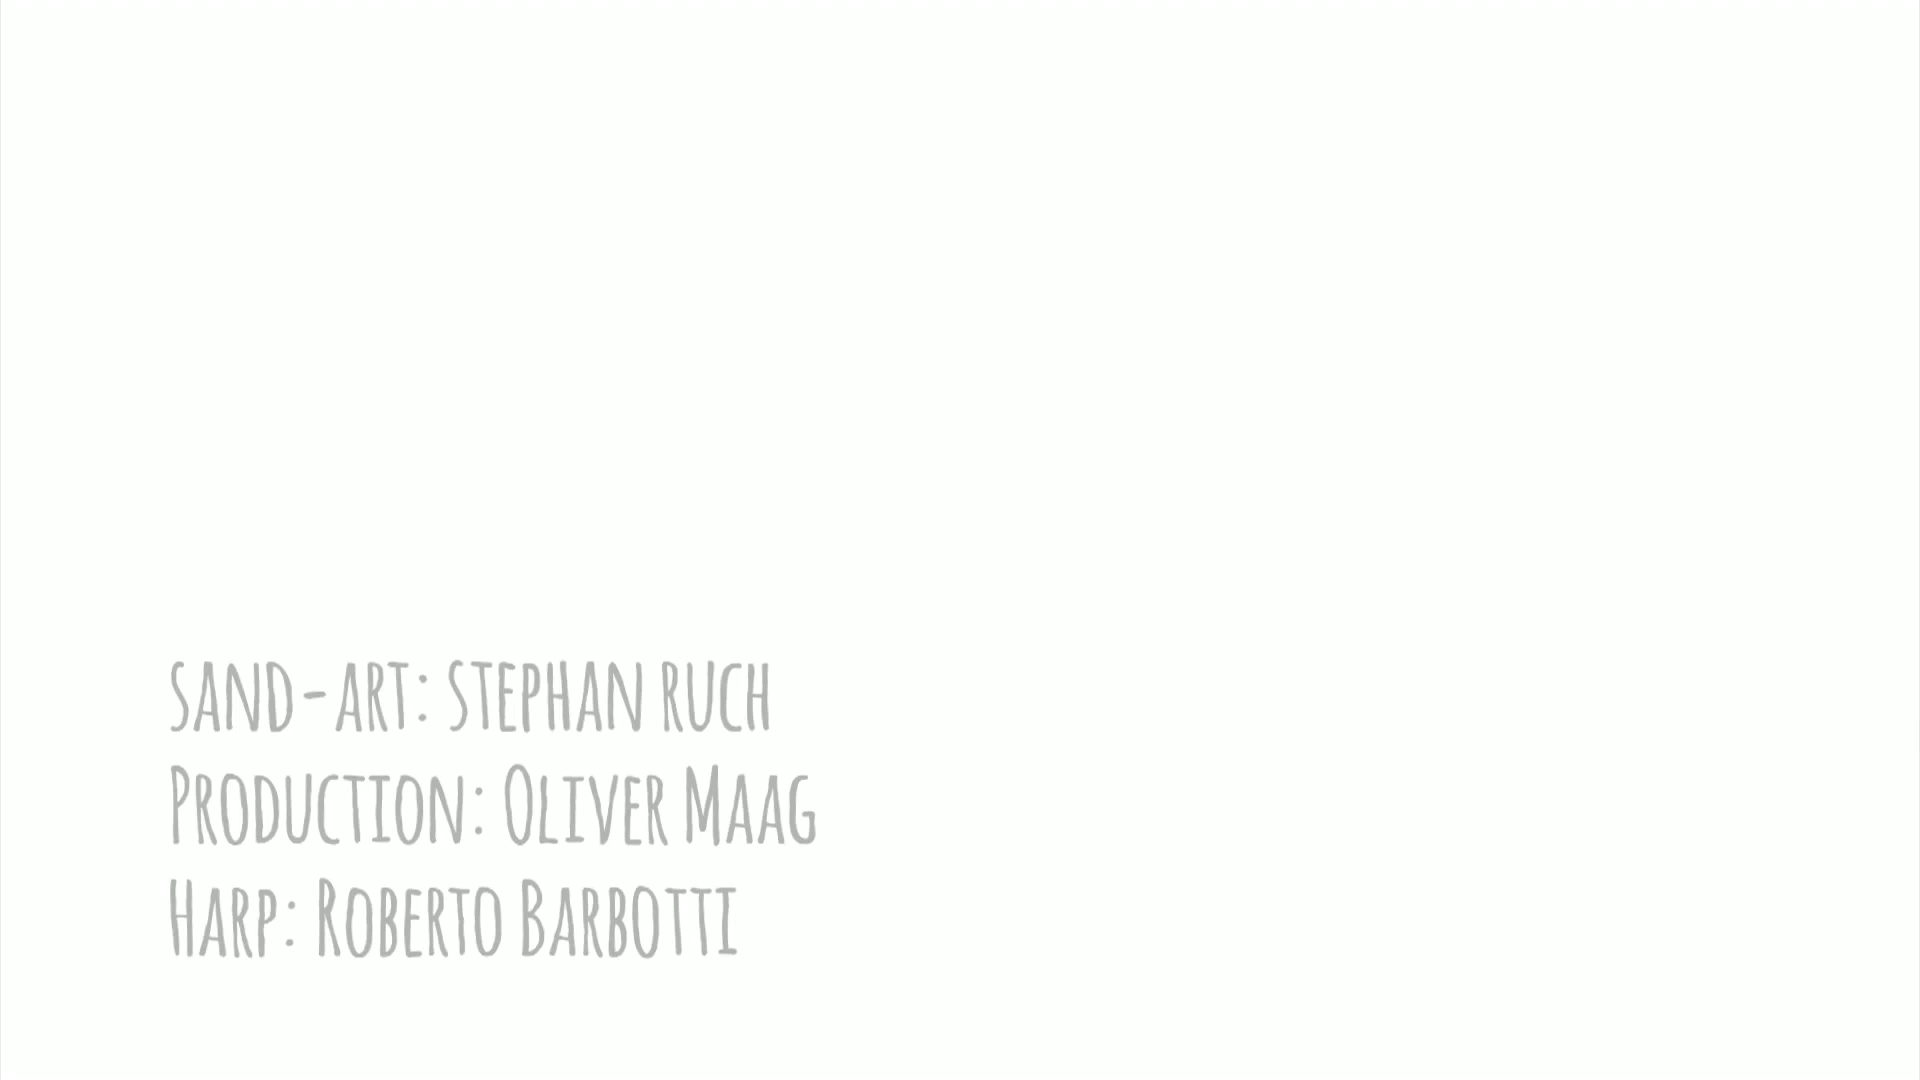 SAND-ART: STEPHAN RUCH
PRODUCTION: OLIVER MAAG
HARP: ROBERTO BARBOTTI